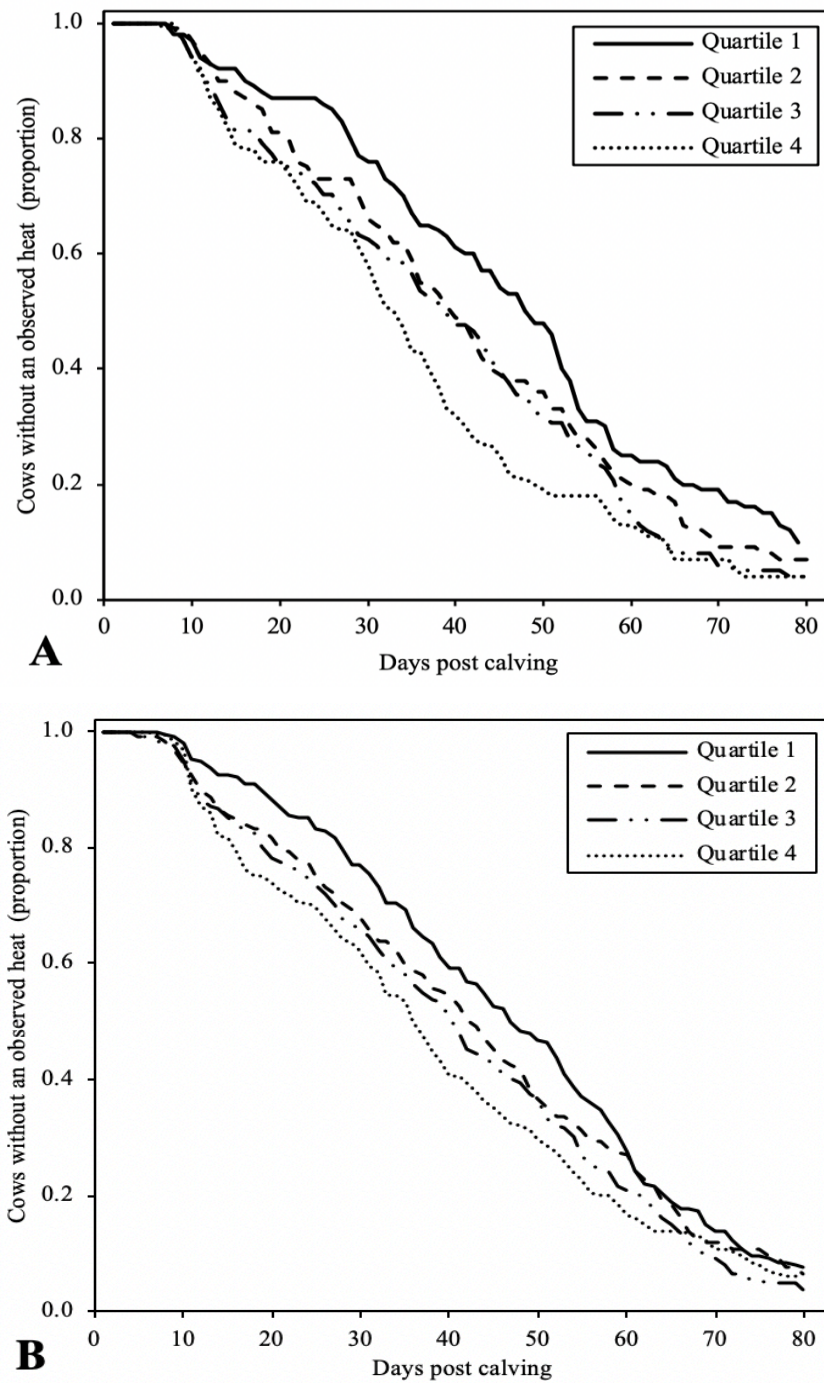 1.0
0.8
0.6
0.4
0.2
0.0
Cows without an observed heat (proportion)
Quartile 1
Quartile 2
Quartile 3
Quartile 4
0 10 20 30 40 50 60 70 80
Days post calving
A
1.0
0.8
0.6
0.4
0.2
0.0
Cows without an observed heat (proportion)
Quartile 1
Quartile 2
Quartile 3
Quartile 4
0 10 20 30 40 50 60 70 80
Days post calving
B